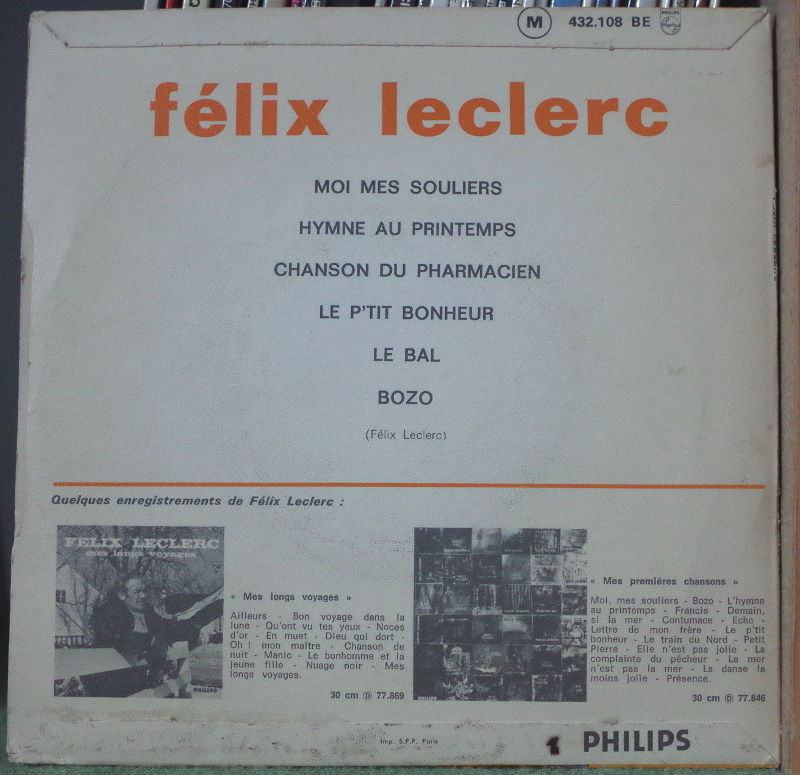 M 432.108 BE PHILIPS
félix leclerc
MOI MES SOULIERS
HYMNE AU PRINTEMPS
CHANSON DU PHARMACIEN
LE P'TIT BONHEUR
LE BAL
BOZO
(Félix Leclerc)
Quelques enregistrements de Félix Leclerc :
FELIX LECLERC
mes longs voyages
PHILIPS
« Mes longs voyages »
Ailleurs - Bon voyage dans la
lune - Qu'ont vu tes yeux - Noces
d'or - En muet - Dieu qui dort -
Oh ! mon maître - Chanson de
nuit - Manic - Le bonhomme et la
jeune fille - Nuage noir - Mes
longs voyages.
30 cm D 77.869
« Mes premières chansons »
Moi, mes souliers - Bozo - L'hymne
au printemps - Francis - Demain,
si la mer - Contumace - Echo -
Lettre de mon frère - Le p'tit
bonheur - Le train du Nord - Petit
Pierre - Elle n'est pas jolie - La
complainte du pêcheur - La mer
n'est pas la mer - La danse la
moins jolie - Présence.
30 cm D 77.846
Imp. S.P.P. Paris
PHILIPS